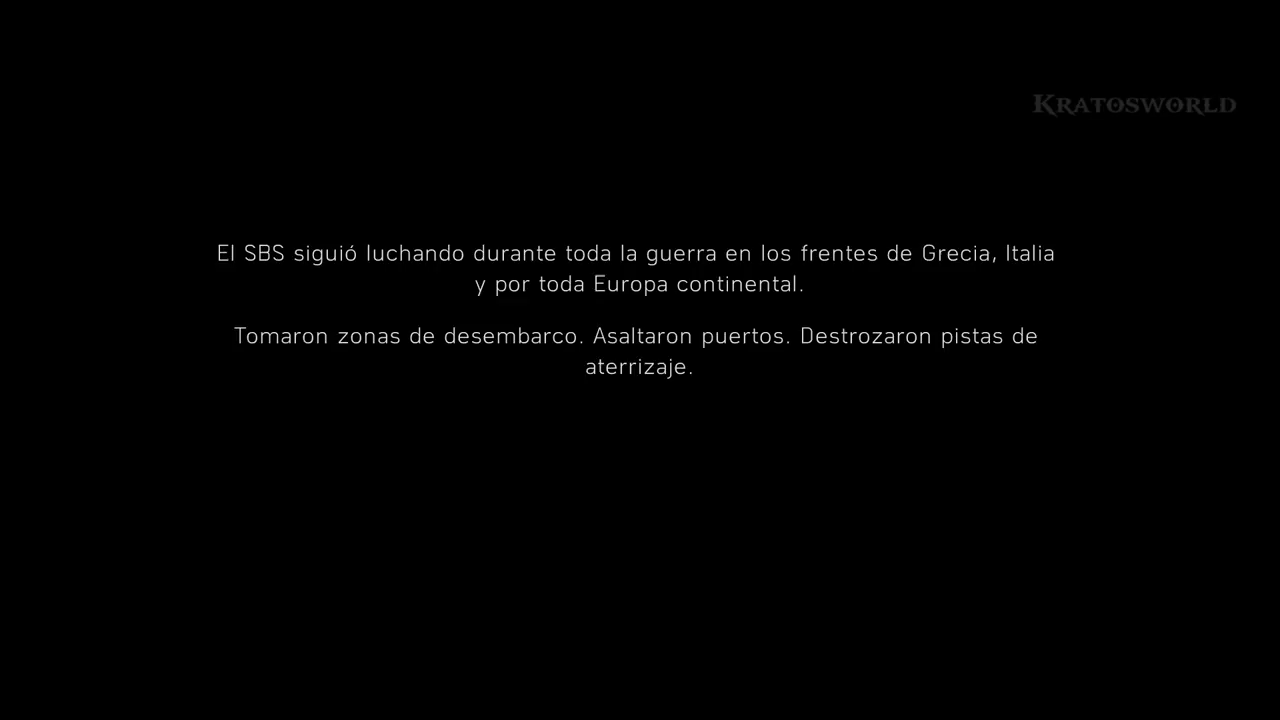 KRATOSWORLD
El SBS siguió luchando durante toda la guerra en los frentes de Grecia, Italia
y por toda Europa continental.
Tomaron zonas de desembarco. Asaltaron puertos. Destrozaron pistas de
aterrizaje.